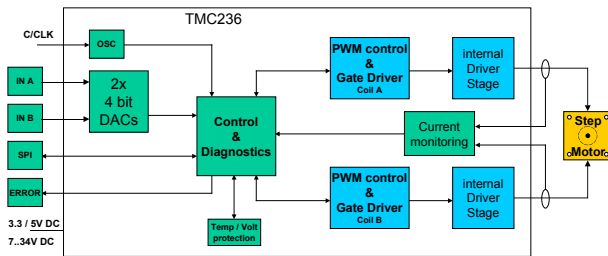 TMC236
C/CLK
OSC
IN A
IN B
2x
4 bit
DACs
SPI
ERROR
3.3 / 5V DC
7..34V DC
Control
&
Diagnostics
Temp / Volt
protection
PWM control
&
Gate Driver
Coil A
internal
Driver
Stage
Current
monitoring
PWM control
&
Gate Driver
Coil B
internal
Driver
Stage
Step
Motor